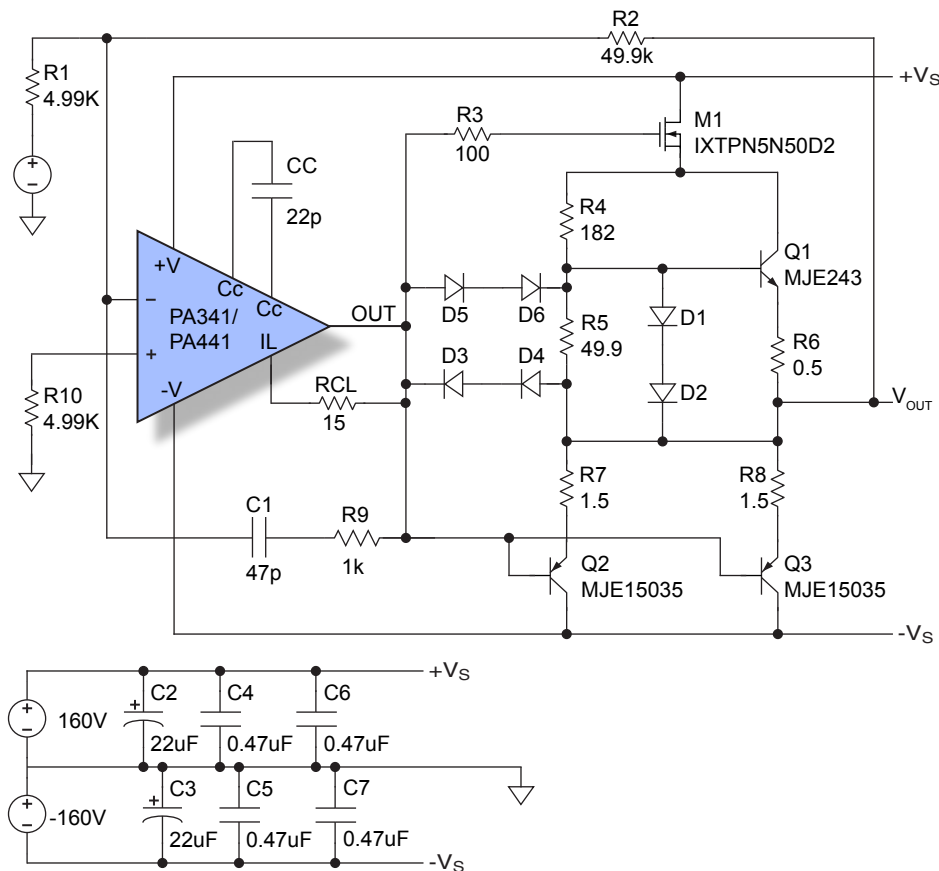 R2
49.9k
R1
4.99K
+VS
R3
100
M1
IXTPN5N50D2
CC
22p
R4
182
+V
Cc
Cc
Q1
MJE243
−
PA341/
PA441
OUT
D5
D6
R5
49.9
D1
R6
0.5
+
IL
D3
D4
-V
RCL
15
D2
VOUT
R10
4.99K
R7
1.5
R8
1.5
C1
47p
R9
1k
Q2
MJE15035
Q3
MJE15035
-VS
+VS
160V
+
C2
22uF
C4
0.47uF
C6
0.47uF
-160V
+
C3
22uF
C5
0.47uF
C7
0.47uF
-VS